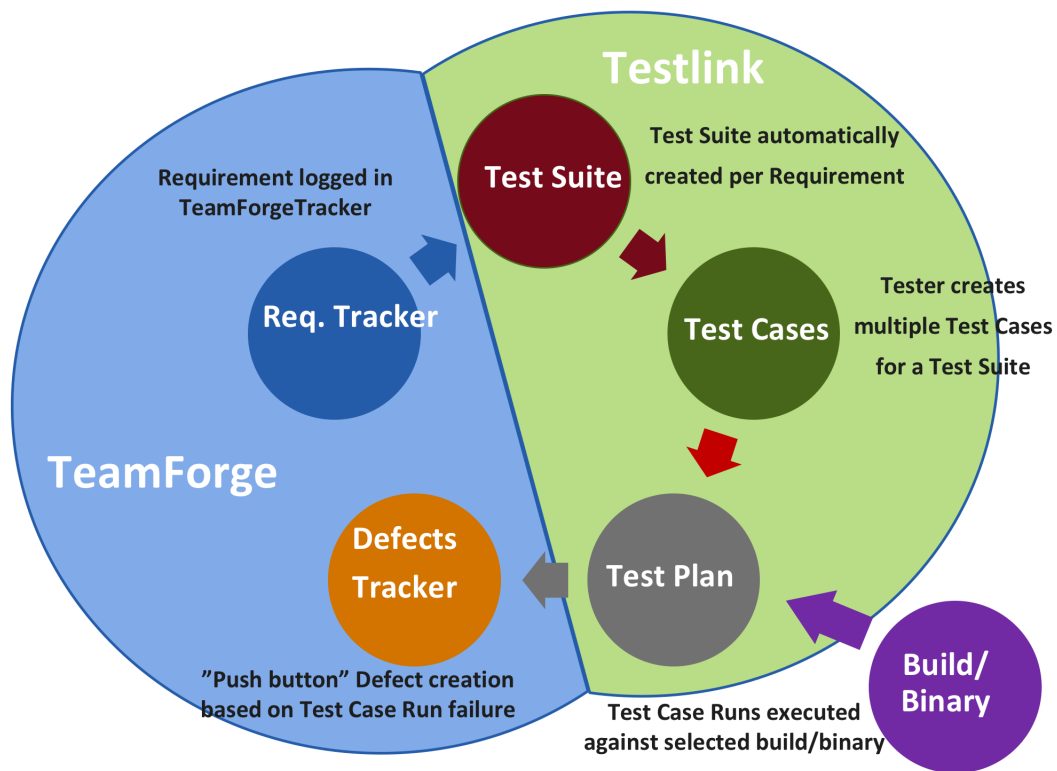 Testlink
Test Suite
Test Suite automatically
created per Requirement
Requirement logged in
TeamForgeTracker
Req. Tracker
Test Cases
Tester creates
multiple Test Cases
for a Test Suite
TeamForge
Defects
Tracker
Test Plan
Build/
Binary
”Push button” Defect creation
based on Test Case Run failure
Test Case Runs executed
against selected build/binary